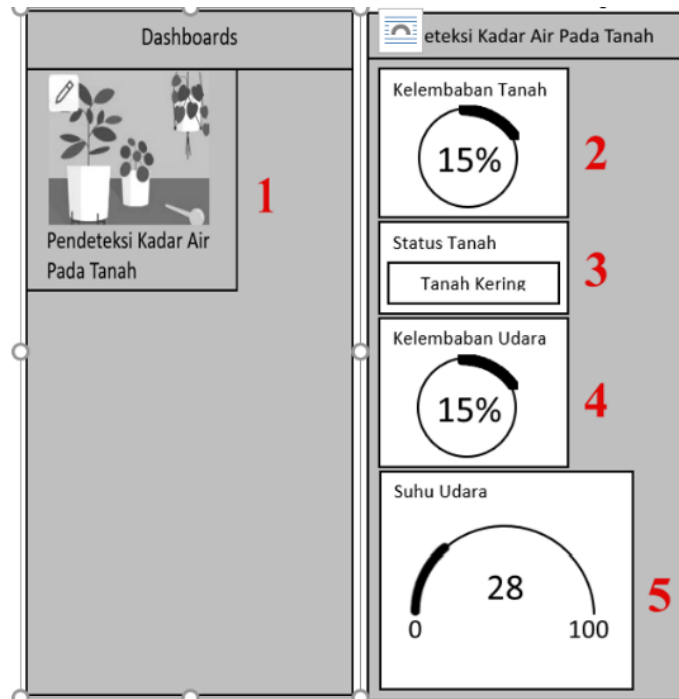 Dashboards
Pendeteksi Kadar Air
Pada Tanah
1
eteksi Kadar Air Pada Tanah
Kelembaban Tanah
15%
2
Status Tanah
Tanah Kering
3
Kelembaban Udara
15%
4
Suhu Udara
28
0
100
5